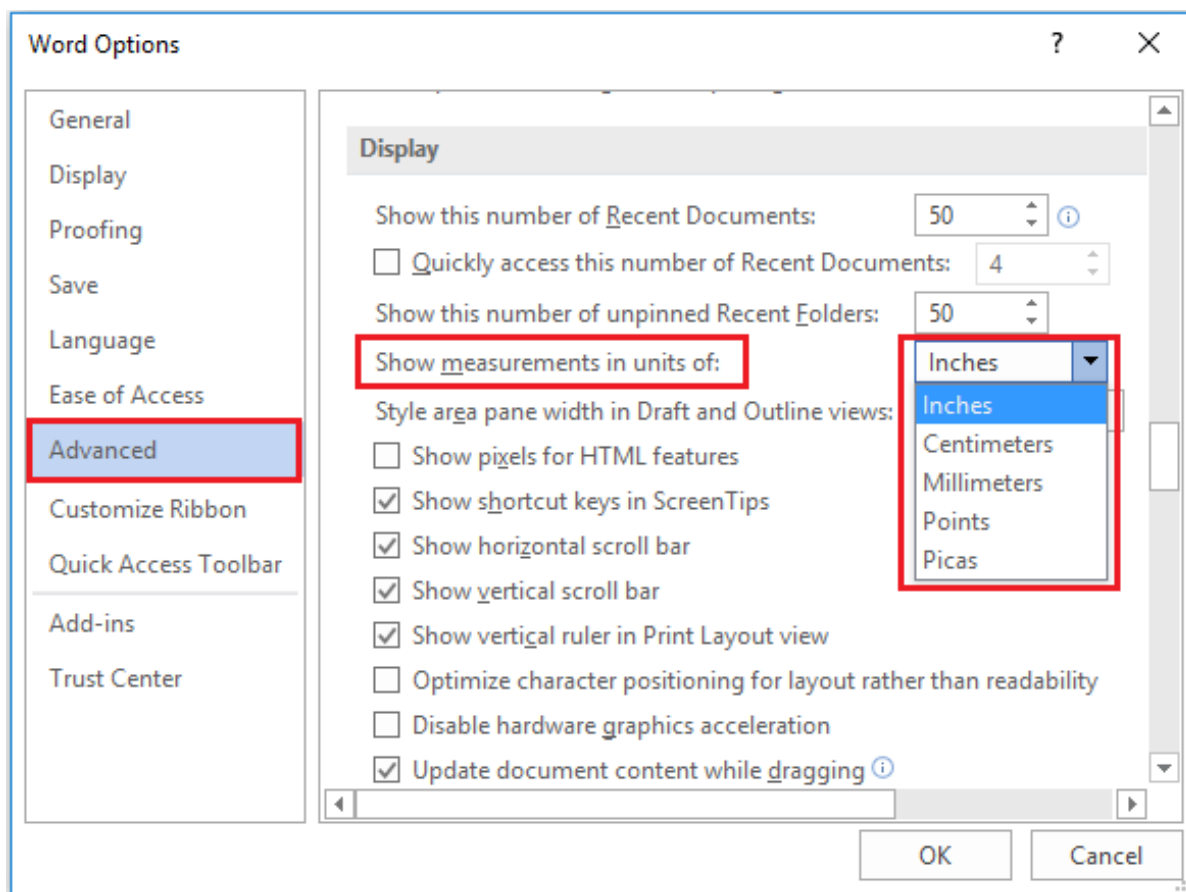 Word Options
?
General
Display
Proofing
Save
Language
Ease of Access
Advanced
Customize Ribbon
Quick Access Toolbar
Add-ins
Trust Center
Display
Show this number of Recent Documents: 50
Quickly access this number of Recent Documents: 4
Show this number of unpinned Recent Folders: 50
Show measurements in units of: Inches
Inches
Centimeters
Millimeters
Points
Picas
Style area pane width in Draft and Outline views:
Show pixels for HTML features
Show shortcut keys in ScreenTips
Show horizontal scroll bar
Show vertical scroll bar
Show vertical ruler in Print Layout view
Optimize character positioning for layout rather than readability
Disable hardware graphics acceleration
Update document content while dragging
OK
Cancel